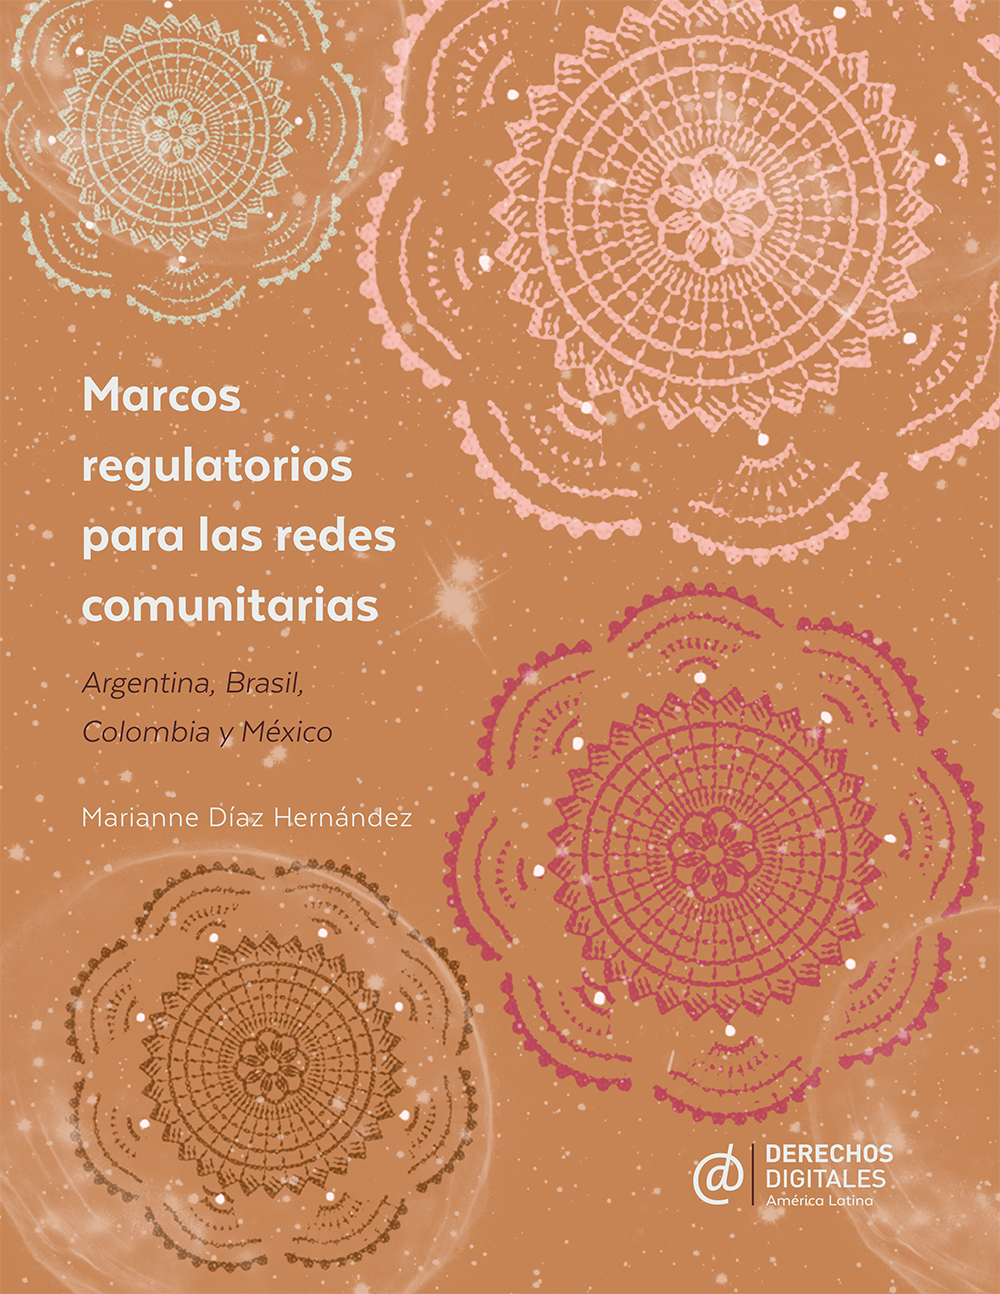 Marcos
regulatorios
para las redes
comunitarias
Argentina, Brasil,
Colombia y México
Marianne Díaz Hernández
DERECHOS
DIGITALES
América Latina